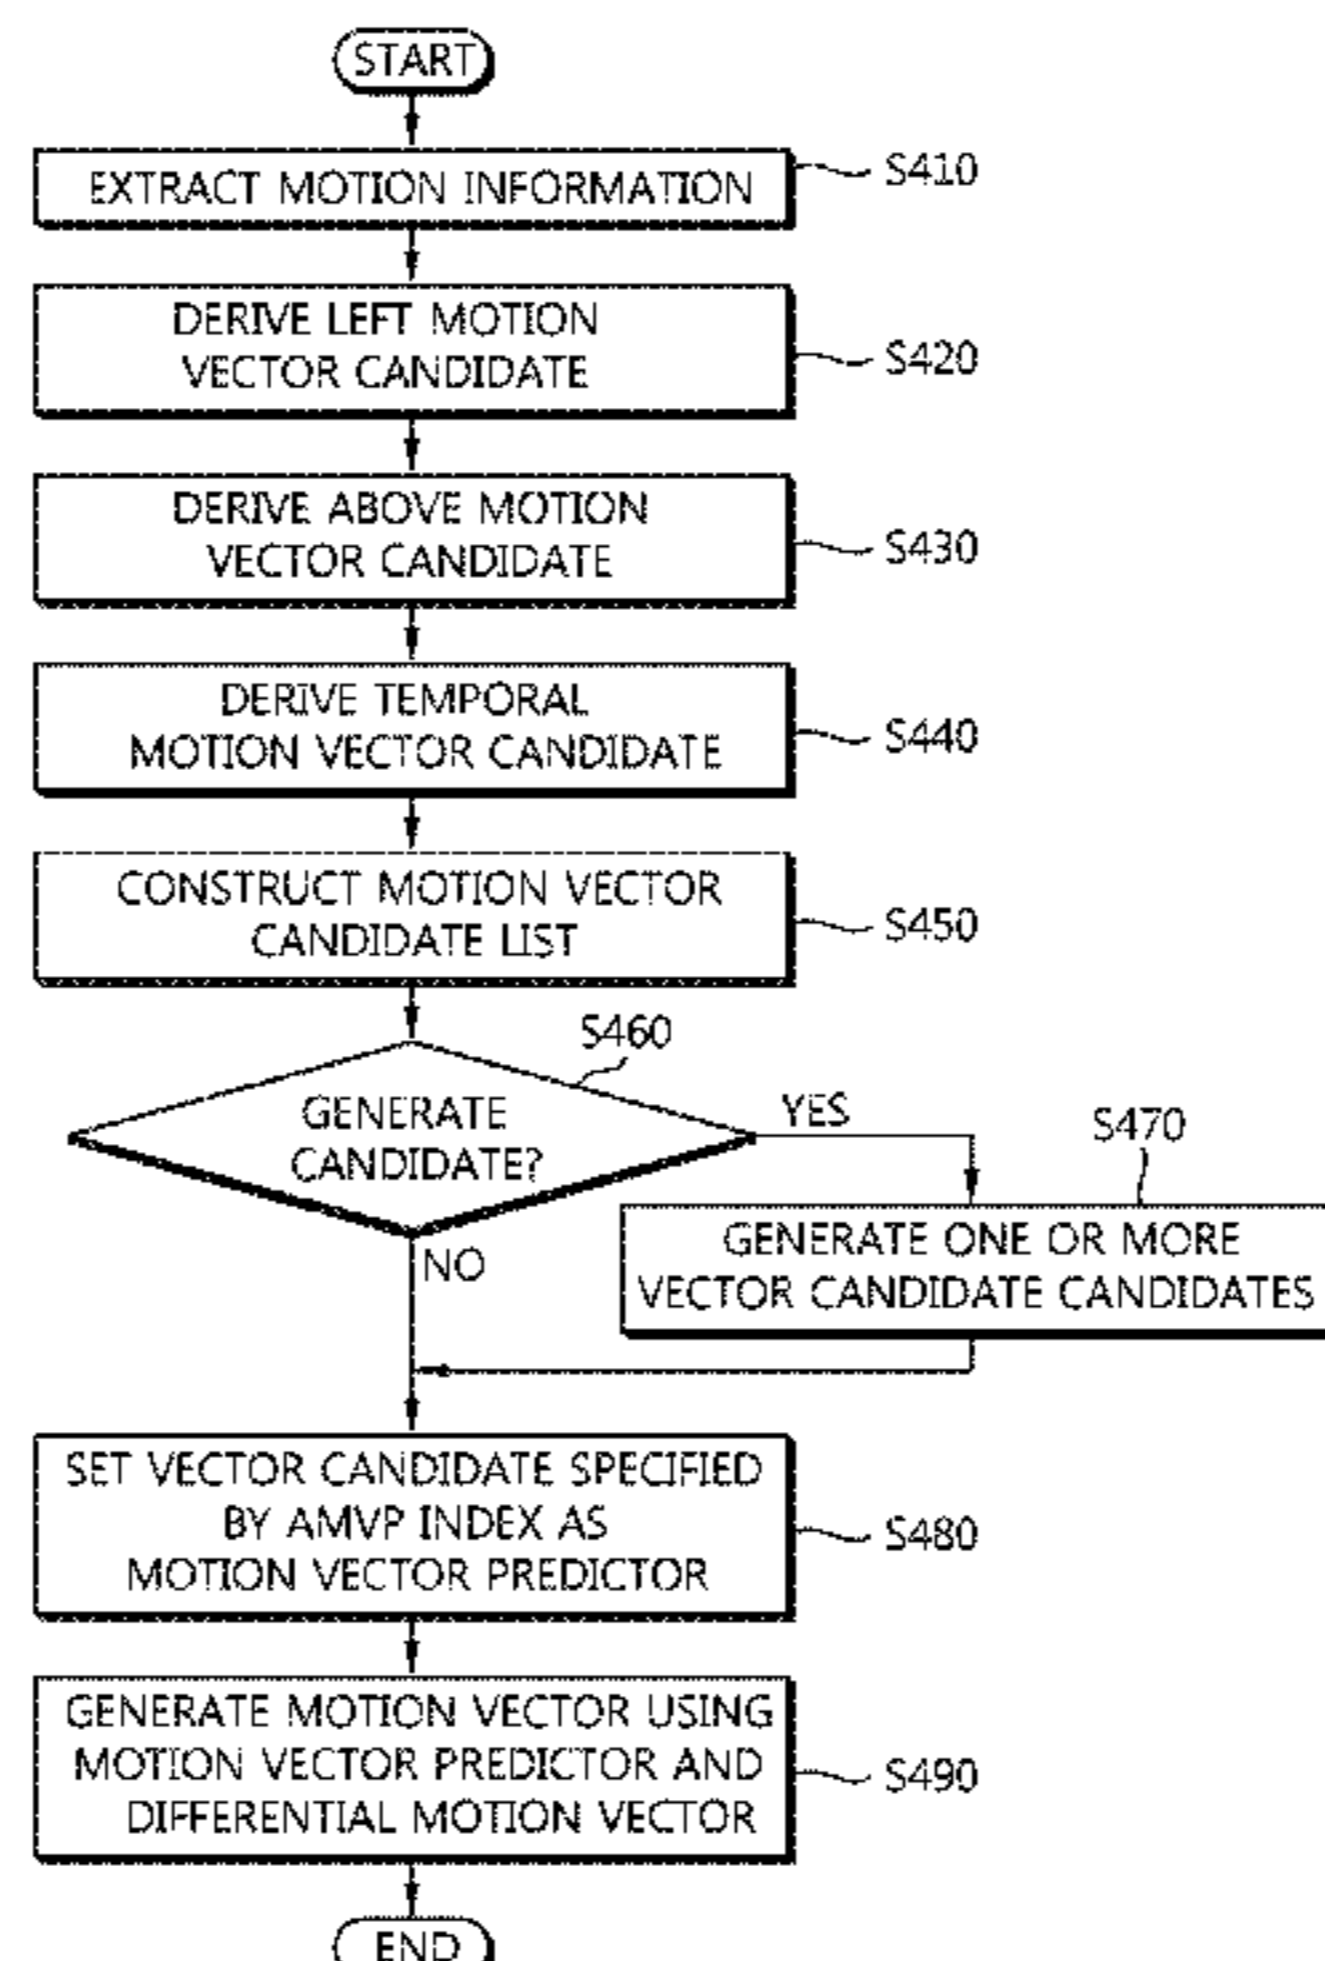 START
EXTRACT MOTION INFORMATION
S410
DERIVE LEFT MOTION
VECTOR CANDIDATE
S420
DERIVE ABOVE MOTION
VECTOR CANDIDATE
S430
DERIVE TEMPORAL
MOTION VECTOR CANDIDATE
S440
CONSTRUCT MOTION VECTOR
CANDIDATE LIST
S450
S460
GENERATE
CANDIDATE?
YES
S470
GENERATE ONE OR MORE
VECTOR CANDIDATE CANDIDATES
NO
SET VECTOR CANDIDATE SPECIFIED
BY AMVP INDEX AS
MOTION VECTOR PREDICTOR
S480
GENERATE MOTION VECTOR USING
MOTION VECTOR PREDICTOR AND
DIFFERENTIAL MOTION VECTOR
S490
END